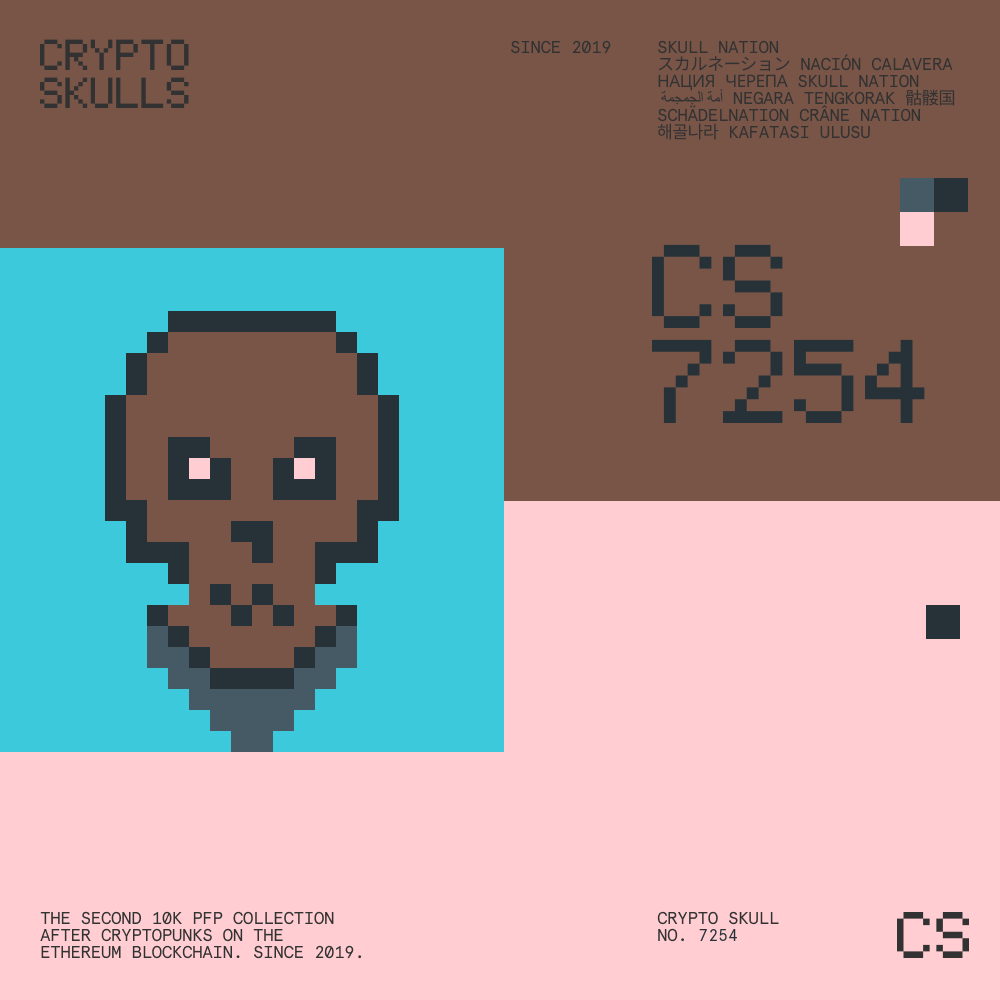 CRYPTO
SKULLS
SINCE 2019
SKULL NATION
スカルネーション NACIÓN CALAVERA
НАЦИЯ ЧЕРЕПА SKULL NATION
أمة الجمجمة NEGARA TENGKORAK 骷髅国
SCHÄDELNATION CRÂNE NATION
해골나라 KAFATASI ULUSU
CS
7254
THE SECOND 10K PFP COLLECTION
AFTER CRYPTOPUNKS ON THE
ETHEREUM BLOCKCHAIN. SINCE 2019.
CRYPTO SKULL
NO. 7254
CS